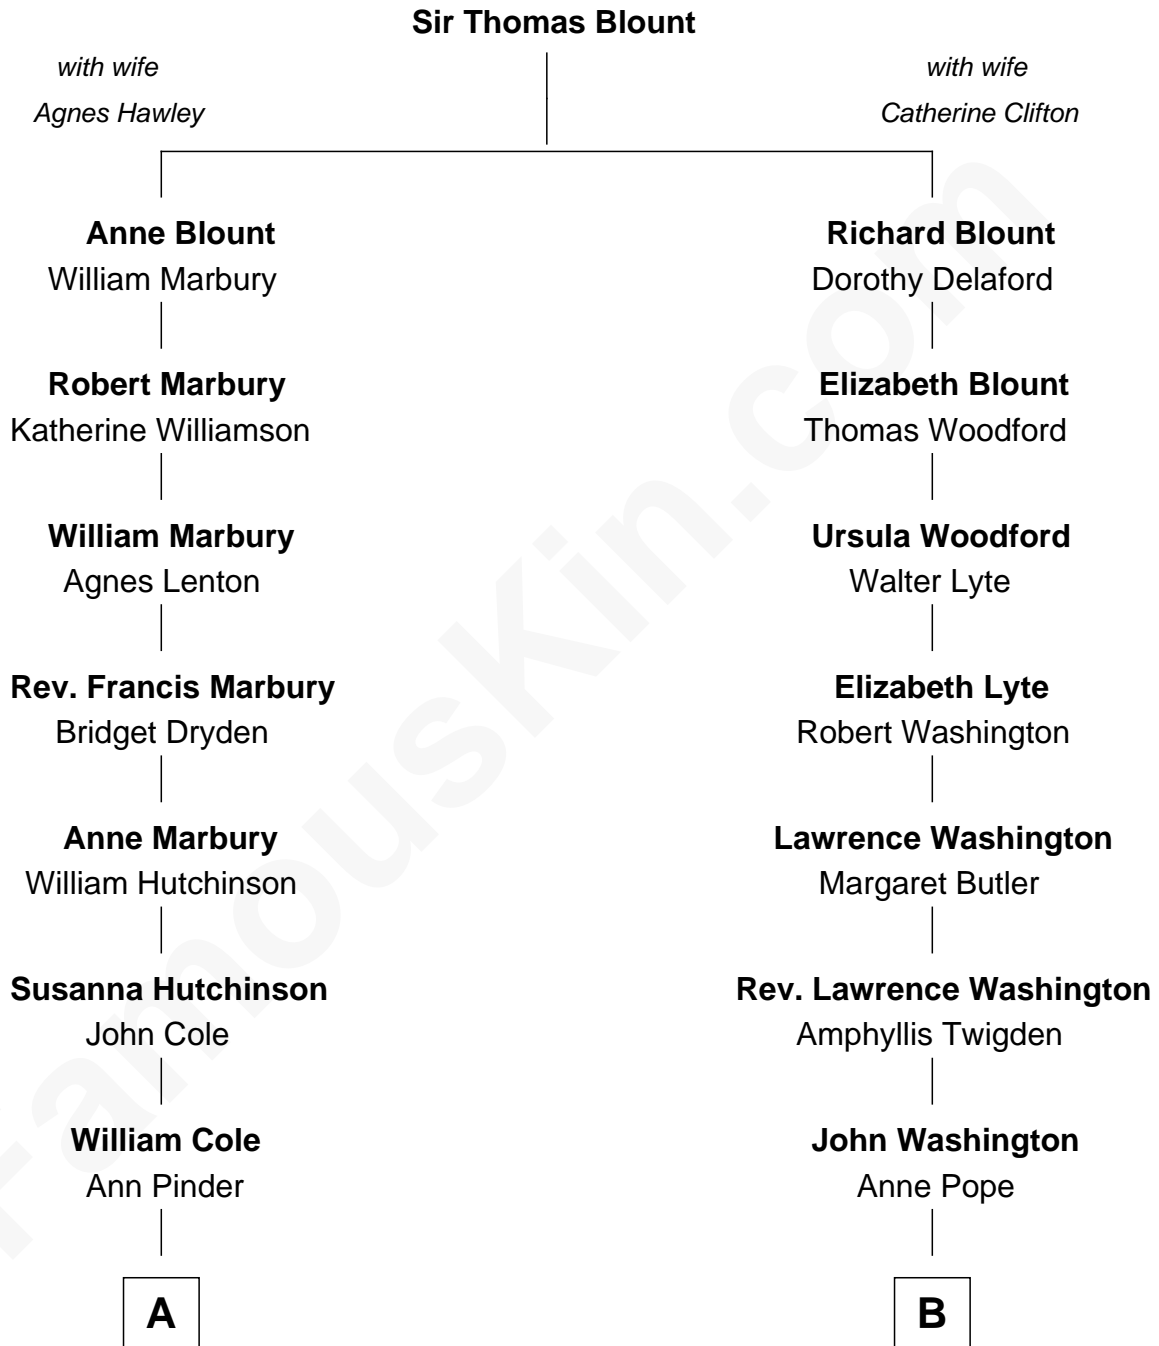 Sir Thomas Blount
with wife
Agnes Hawley
with wife
Catherine Clifton
Anne Blount
William Marbury
Richard Blount
Dorothy Delaford
Robert Marbury
Katherine Williamson
Elizabeth Blount
Thomas Woodford
William Marbury
Agnes Lenton
Ursula Woodford
Walter Lyte
Rev. Francis Marbury
Bridget Dryden
Elizabeth Lyte
Robert Washington
Anne Marbury
William Hutchinson
Lawrence Washington
Margaret Butler
Susanna Hutchinson
John Cole
Rev. Lawrence Washington
Amphyllis Twigden
William Cole
Ann Pinder
John Washington
Anne Pope
A
B
FamousKin.com